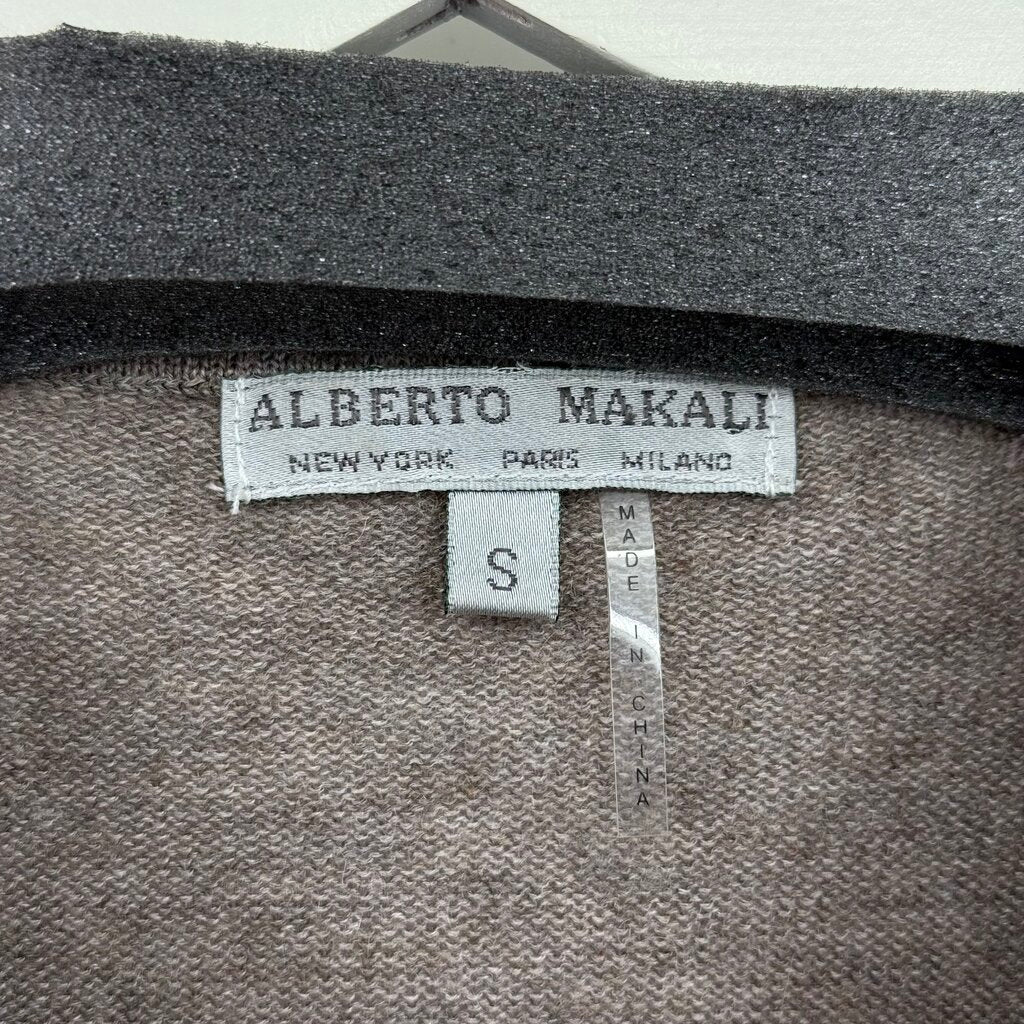 ALBERTO MAKALI
NEW YORK PARIS MILANO
S
MADE IN CHINA